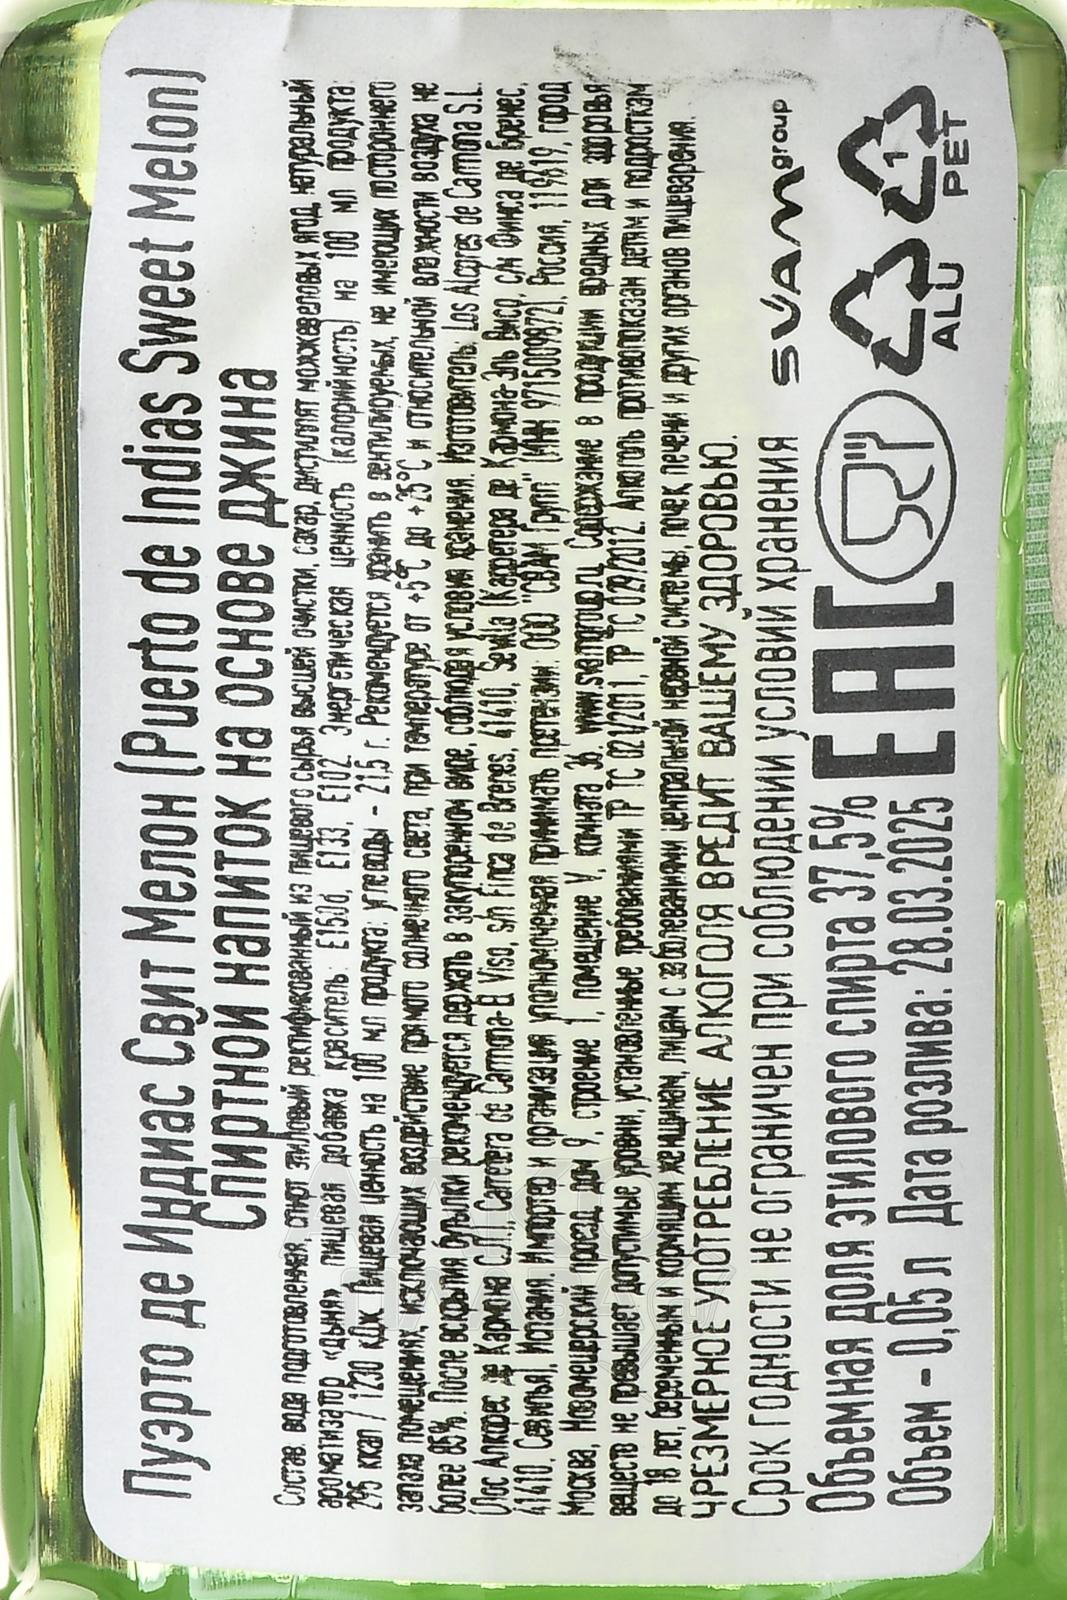 Пуэрто де Индиас Свит Мелон (Puerto de Indias Sweet Melon)
Спиртной напиток на основе джина
Состав: вода подготовленная, спирт этиловый ректификованный из пищевого сырья высшей очистки, сахар, дистиллят можжевеловых ягод, натуральный
ароматизатор «дыня» пищевая добавка краситель: E150d, E133, E102. Энергетическая ценность (калорийность) на 100 мл продукта:
295 ккал / 1230 кДж. Пищевая ценность на 100 мл продукта: углеводы - 21,5 г. Рекомендуется хранить в вентилируемых, не имеющих постороннего
запаха помещениях, исключающих воздействие прямого солнечного света, при температуре от +5°C до +25°C и относительной влажности воздуха не
более 85%. После вскрытия бутылки рекомендуется держать в закупоренном виде, соблюдая условия хранения. Изготовитель: Los Alcores de Carmona S.L.
(Лос Алкорес де Кармона С.Л.), Carretera de Carmona-El Viso, s/n Finca de Brenes, 41410, Sevilla (Карретера де Кармона-Эль Висо, с/н Финса де Бренес,
41410, Севилья), Испания. Импортер и организация уполномоченная принимать претензии: ООО "СВАМ Групп" (ИНН 9715009872), Россия, 119619, город
Москва, Новомещерский проезд, дом 9, строение 1, помещение V, комната 36. www.svamgroup.ru. Содержание в продукции вредных для здоровья
веществ не превышает допустимые уровни, установленные требованиями ТР ТС 021/2011, ТР ТС 029/2012. Алкоголь противопоказан детям и подросткам
до 18 лет, беременным и кормящим женщинам, лицам с заболеваниями центральной нервной системы, почек, печени и других органов пищеварения.
ЧРЕЗМЕРНОЕ УПОТРЕБЛЕНИЕ АЛКОГОЛЯ ВРЕДИТ ВАШЕМУ ЗДОРОВЬЮ.
Срок годности не ограничен при соблюдении условий хранения
Объемная доля этилового спирта 37,5%
Объем - 0,05 л Дата розлива: 28.03.2025
EAC
SVAM group
ALU
1
PET